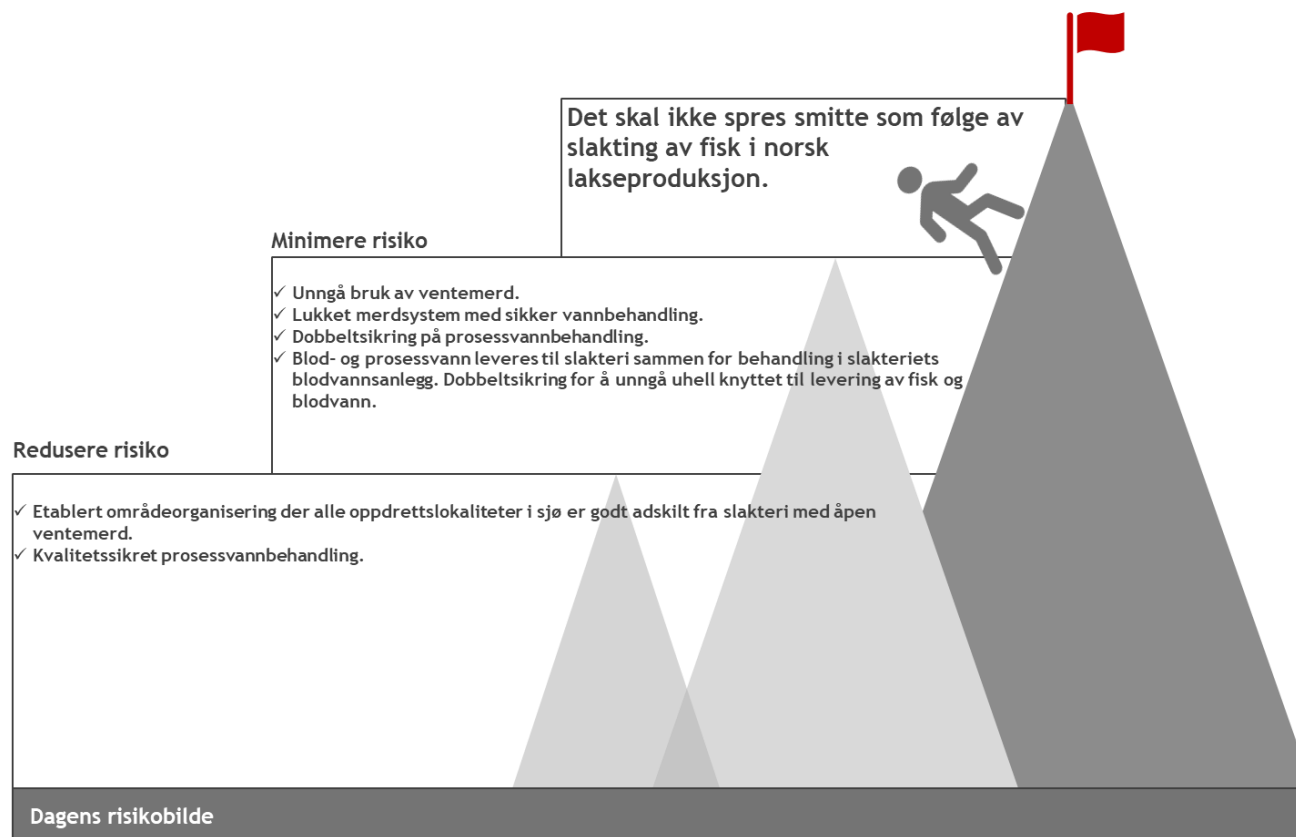 Det skal ikke spres smitte som følge av
slakting av fisk i norsk
lakseproduksjon.
Minimere risiko
✓ Unngå bruk av ventemerd.
✓ Lukket merdsystem med sikker vannbehandling.
✓ Dobbeltsikring på prosessvannbehandling.
✓ Blod- og prosessvann leveres til slakteri sammen for behandling i slakteriets
blodvannsanlegg. Dobbeltsikring for å unngå uhell knyttet til levering av fisk og
blodvann.
Redusere risiko
✓ Etablert områdeorganisering der alle oppdrettslokaliteter i sjø er godt adskilt fra slakteri med åpen
ventemerd.
✓ Kvalitetssikret prosessvannbehandling.
Dagens risikobilde